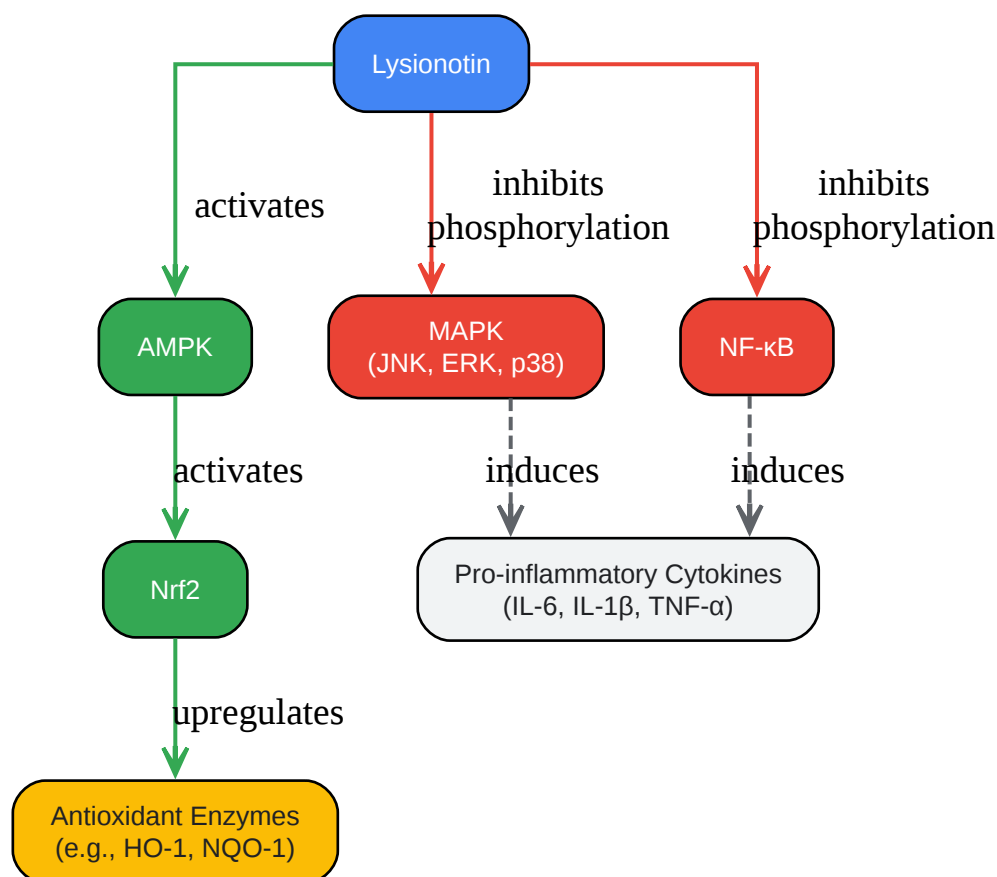 Lysionotin
activates
inhibits
phosphorylation
inhibits
phosphorylation
AMPK
MAPK
(JNK, ERK, p38)
NF-κB
activates
induces
induces
Nrf2
Pro-inflammatory Cytokines
(IL-6, IL-1β, TNF-α)
upregulates
Antioxidant Enzymes
(e.g., HO-1, NQO-1)